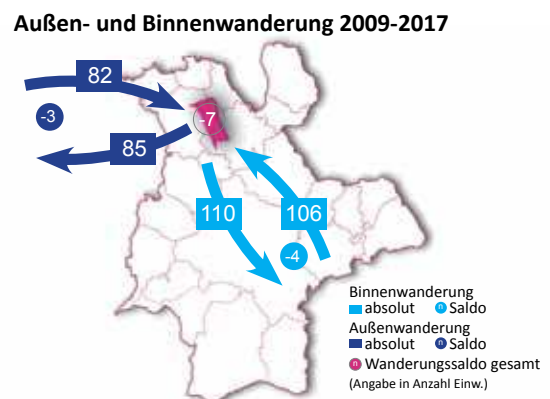 Außen- und Binnenwanderung 2009-2017
82
-3
-7
85
110
106
-4
Binnenwanderung
absolut n Saldo
Außenwanderung
absolut n Saldo
n Wanderungssaldo gesamt
(Angabe in Anzahl Einw.)